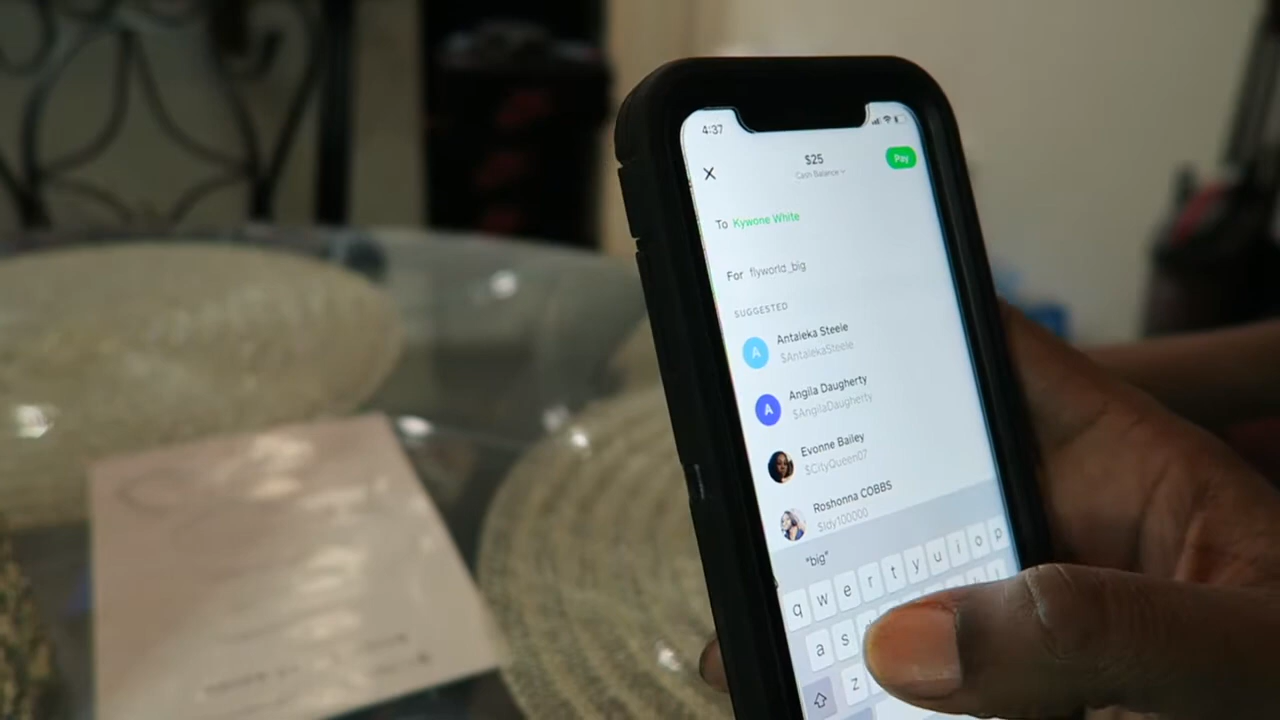 4:37
$25
Pay
Cash Balance
To Kywone White
For flyworld_big
SUGGESTED
A
Antaleka Steele
$AntalekaSteele
A
Angila Daugherty
$AngilaDaugherty
Evonne Bailey
$CityQueen07
Roshonna COBBS
$ldy100000
"big"
q w e r t y u i o p
a s
z